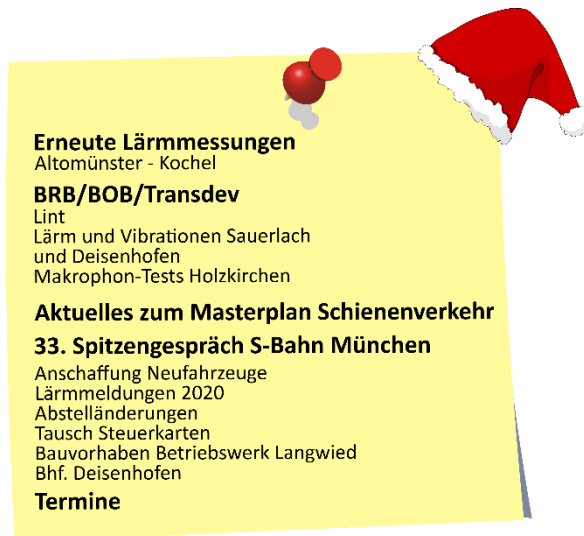 Erneute Lärmmessungen
Altomünster - Kochel
BRB/BOB/Transdev
Lint
Lärm und Vibrationen Sauerlach
und Deisenhofen
Makrophon-Tests Holzkirchen
Aktuelles zum Masterplan Schienenverkehr
33. Spitzengespräch S-Bahn München
Anschaffung Neufahrzeuge
Lärmmeldungen 2020
Abstelländerungen
Tausch Steuerkarten
Bauvorhaben Betriebswerk Langwied
Bhf. Deisenhofen
Termine